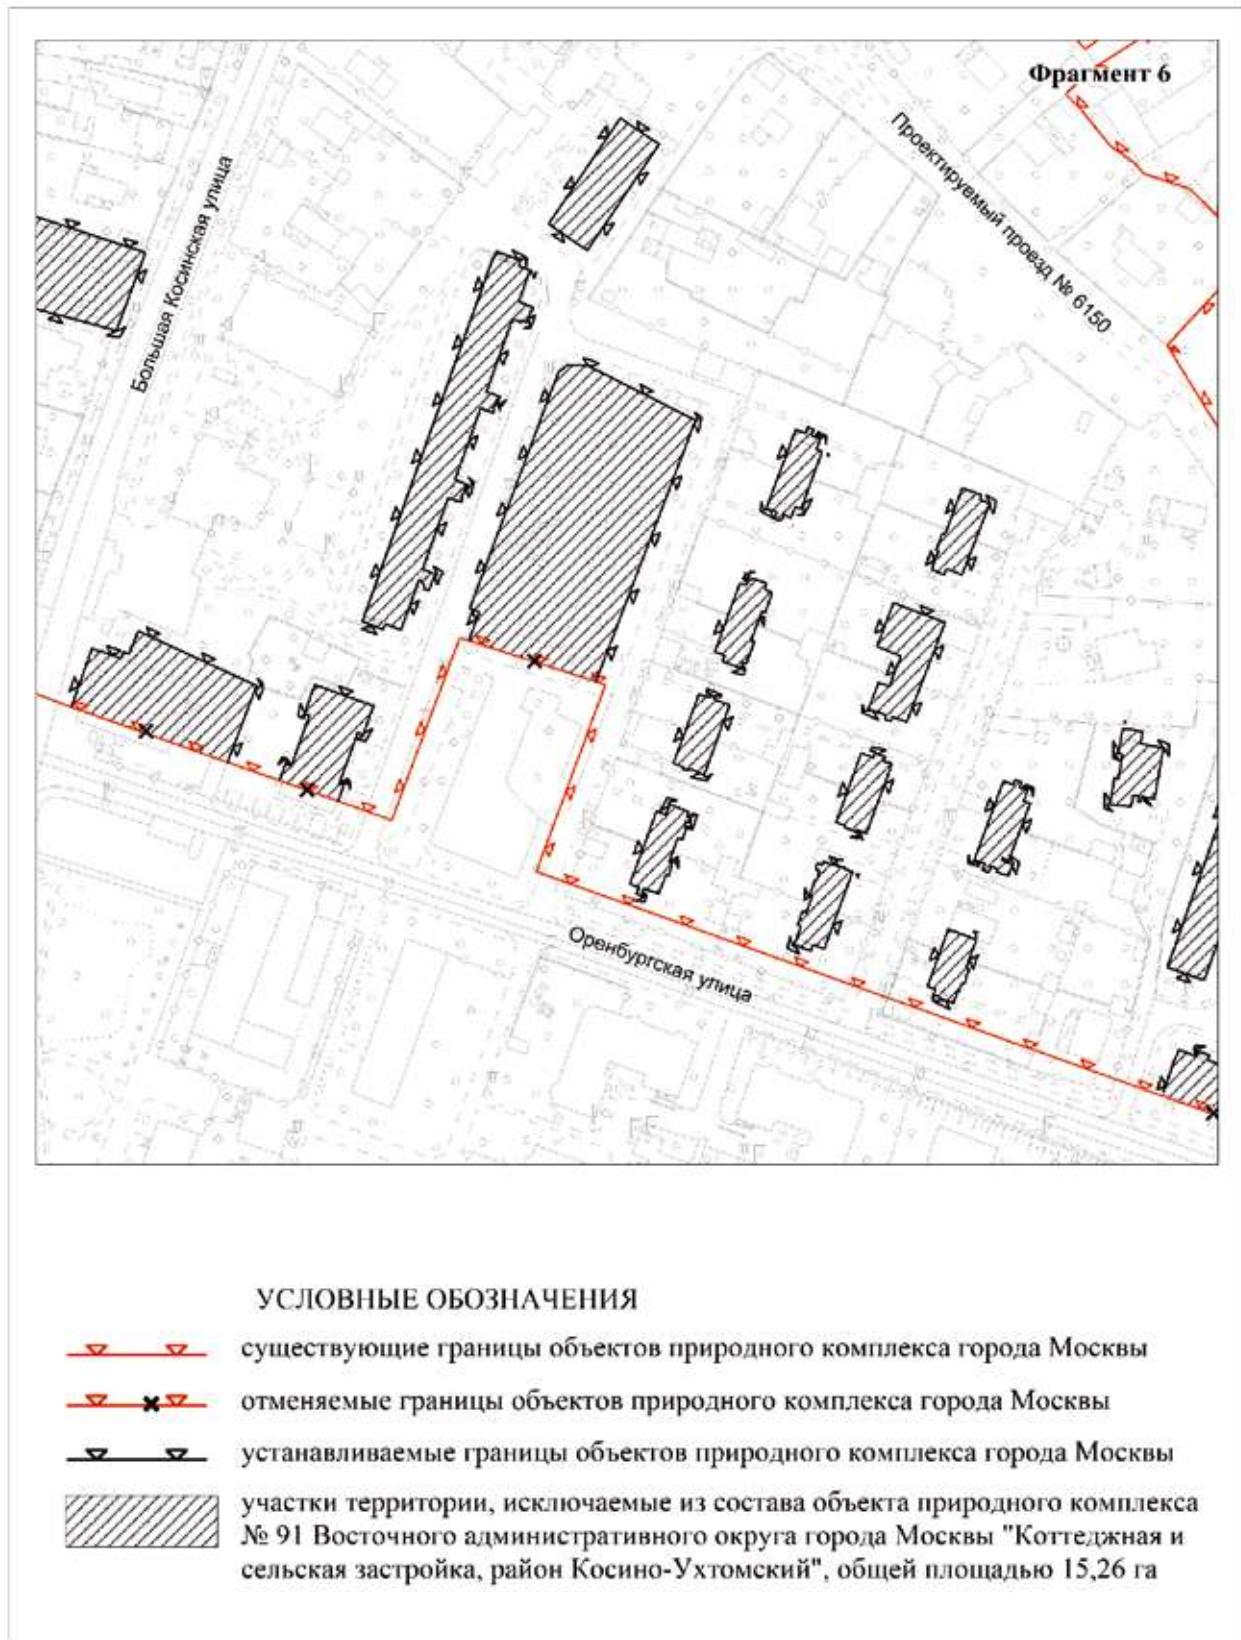 Фрагмент 6
Проектируемый проезд № 6150
Большая Косинская улица
Оренбургская улица
УСЛОВНЫЕ ОБОЗНАЧЕНИЯ
существующие границы объектов природного комплекса города Москвы
отменяемые границы объектов природного комплекса города Москвы
устанавливаемые границы объектов природного комплекса города Москвы
участки территории, исключаемые из состава объекта природного комплекса
№ 91 Восточного административного округа города Москвы "Коттеджная и
сельская застройка, район Косино-Ухтомский", общей площадью 15,26 га